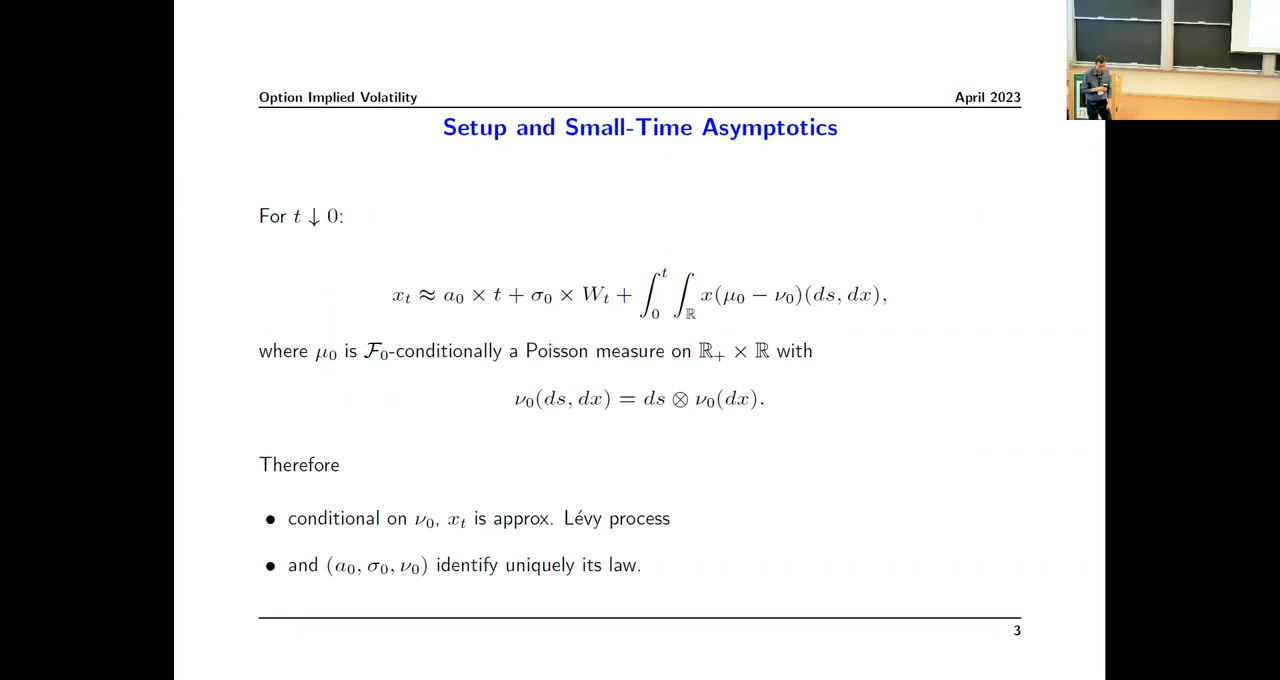 Option Implied Volatility April 2023
Setup and Small-Time Asymptotics
For t ↓ 0:
x_t ≈ a_0 × t + σ_0 × W_t + ∫_0^t ∫_ℝ x(μ_0 − ν_0)(ds, dx),
where μ_0 is ℱ_0-conditionally a Poisson measure on ℝ_+ × ℝ with
ν_0(ds, dx) = ds ⊗ ν_0(dx).
Therefore
• conditional on ν_0, x_t is approx. Lévy process
• and (a_0, σ_0, ν_0) identify uniquely its law.
3